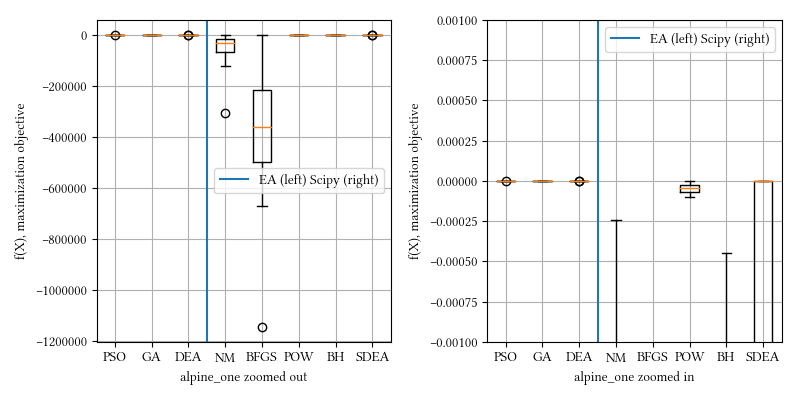 0
−200000
−400000
−600000
−800000
−1000000
−1200000
f(X), maximization objective
EA (left) Scipy (right)
PSO GA DEA NM BFGS POW BH SDEA
alpine_one zoomed out
0.00100
0.00075
0.00050
0.00025
0.00000
−0.00025
−0.00050
−0.00075
−0.00100
f(X), maximization objective
EA (left) Scipy (right)
PSO GA DEA NM BFGS POW BH SDEA
alpine_one zoomed in